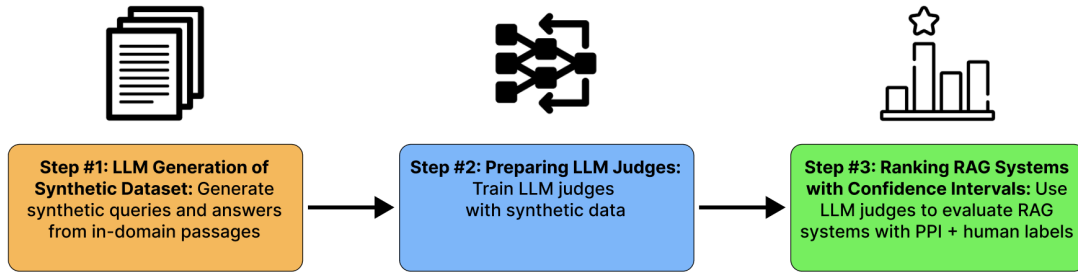 Step #1: LLM Generation of
Synthetic Dataset: Generate
synthetic queries and answers
from in-domain passages
Step #2: Preparing LLM Judges:
Train LLM judges
with synthetic data
Step #3: Ranking RAG Systems
with Confidence Intervals: Use
LLM judges to evaluate RAG
systems with PPI + human labels